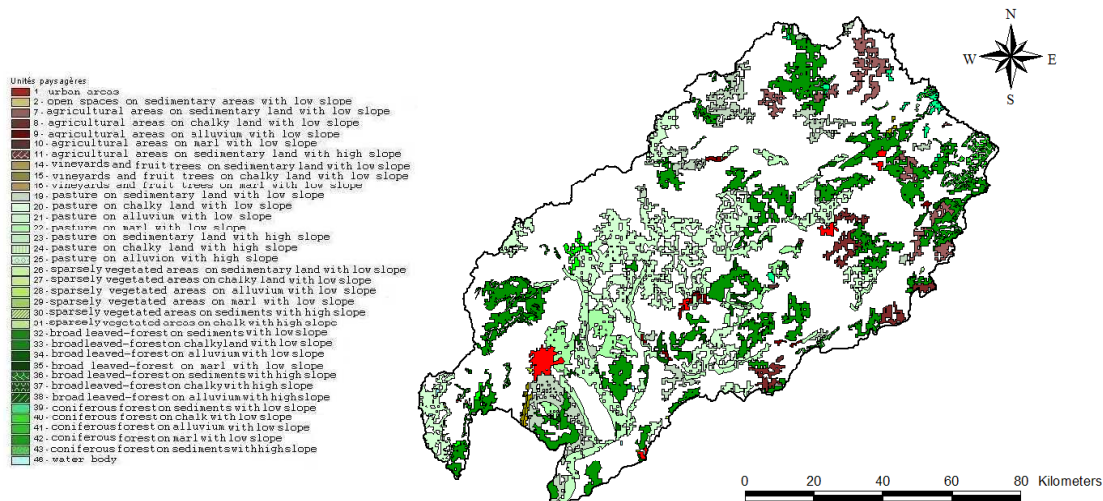 Unités paysagères
1 urban areas
2 - open spaces on sedimentary areas with low slope
7 - agricultural areas on sedimentary land with low slope
8 - agricultural areas on chalky land with low slope
9 - agricultural areas on alluvium with low slope
10 - agricultural areas on marl with low slope
11 - agricultural areas on sedimentary land with high slope
14 - vineyards and fruit trees on sedimentary land with low slope
15 - vineyards and fruit trees on chalky land with low slope
16 - vineyards and fruit trees on marl with low slope
19 - pasture on sedimentary land with low slope
20 - pasture on chalky land with low slope
21 - pasture on alluvium with low slope
22 - pasture on marl with low slope
23 - pasture on sedimentary land with high slope
24 - pasture on chalky land with high slope
25 - pasture on alluvion with high slope
26 - sparsely vegetated areas on sedimentary land with low slope
27 - sparsely vegetated areas on chalky land with low slope
28 - sparsely vegetated areas on alluvium with low slope
29 - sparsely vegetated areas on marl with low slope
30 - sparsely vegetated areas on sediments with high slope
31 - sparsely vegetated areas on chalk with high slope
32 - broad leaved-forest on sediments with low slope
33 - broad leaved-forest on chalky land with low slope
34 - broad leaved-forest on alluvium with low slope
35 - broad leaved-forest on marl with low slope
36 - broad leaved-forest on sediments with high slope
37 - broad leaved-forest on chalky with high slope
38 - broad leaved-forest on alluvium with high slope
39 - coniferous forest on sediments with low slope
40 - coniferous forest on chalk with low slope
41 - coniferous forest on alluvium with low slope
42 - coniferous forest on marl with low slope
43 - coniferous forest on sediments with high slope
46 - water body
N
W E
S
0 20 40 60 80 Kilometers